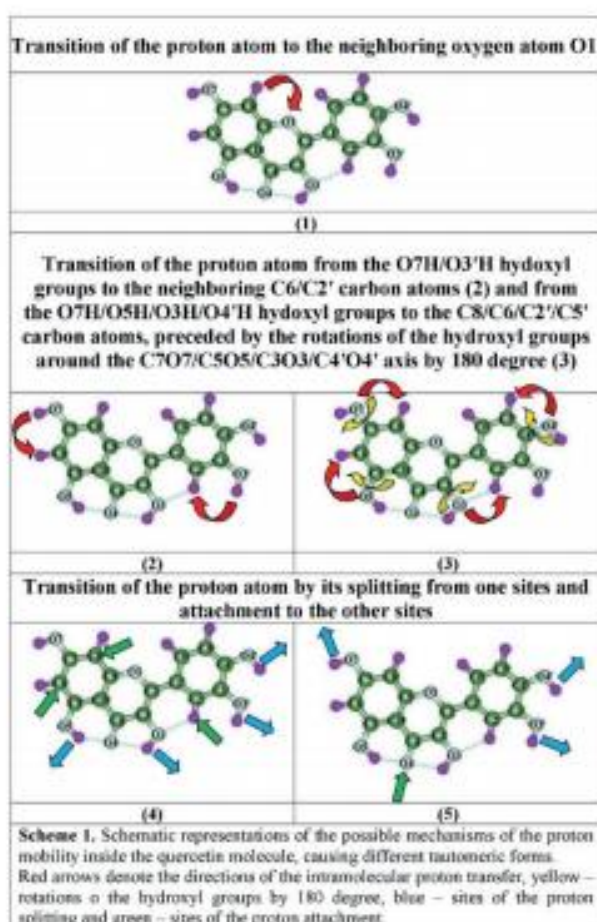 Transition of the proton atom to the neighboring oxygen atom O1
(1)
Transition of the proton atom from the O7H/O3'H hydoxyl
groups to the neighboring C6/C2' carbon atoms (2) and from
the O7H/O5H/O3H/O4'H hydoxyl groups to the C8/C6/C2'/C5'
carbon atoms, preceded by the rotations of the hydroxyl groups
around the C7O7/C5O5/C3O3/C4'O4' axis by 180 degree (3)
(2)
(3)
Transition of the proton atom by its splitting from one sites and
attachment to the other sites
(4)
(5)
Scheme 1. Schematic representations of the possible mechanisms of the proton
mobility inside the quercetin molecule, causing different tautomeric forms.
Red arrows denote the directions of the intramolecular proton transfer, yellow –
rotations o the hydroxyl groups by 180 degree, blue – sites of the proton
splitting and green – sites of the proton attachment